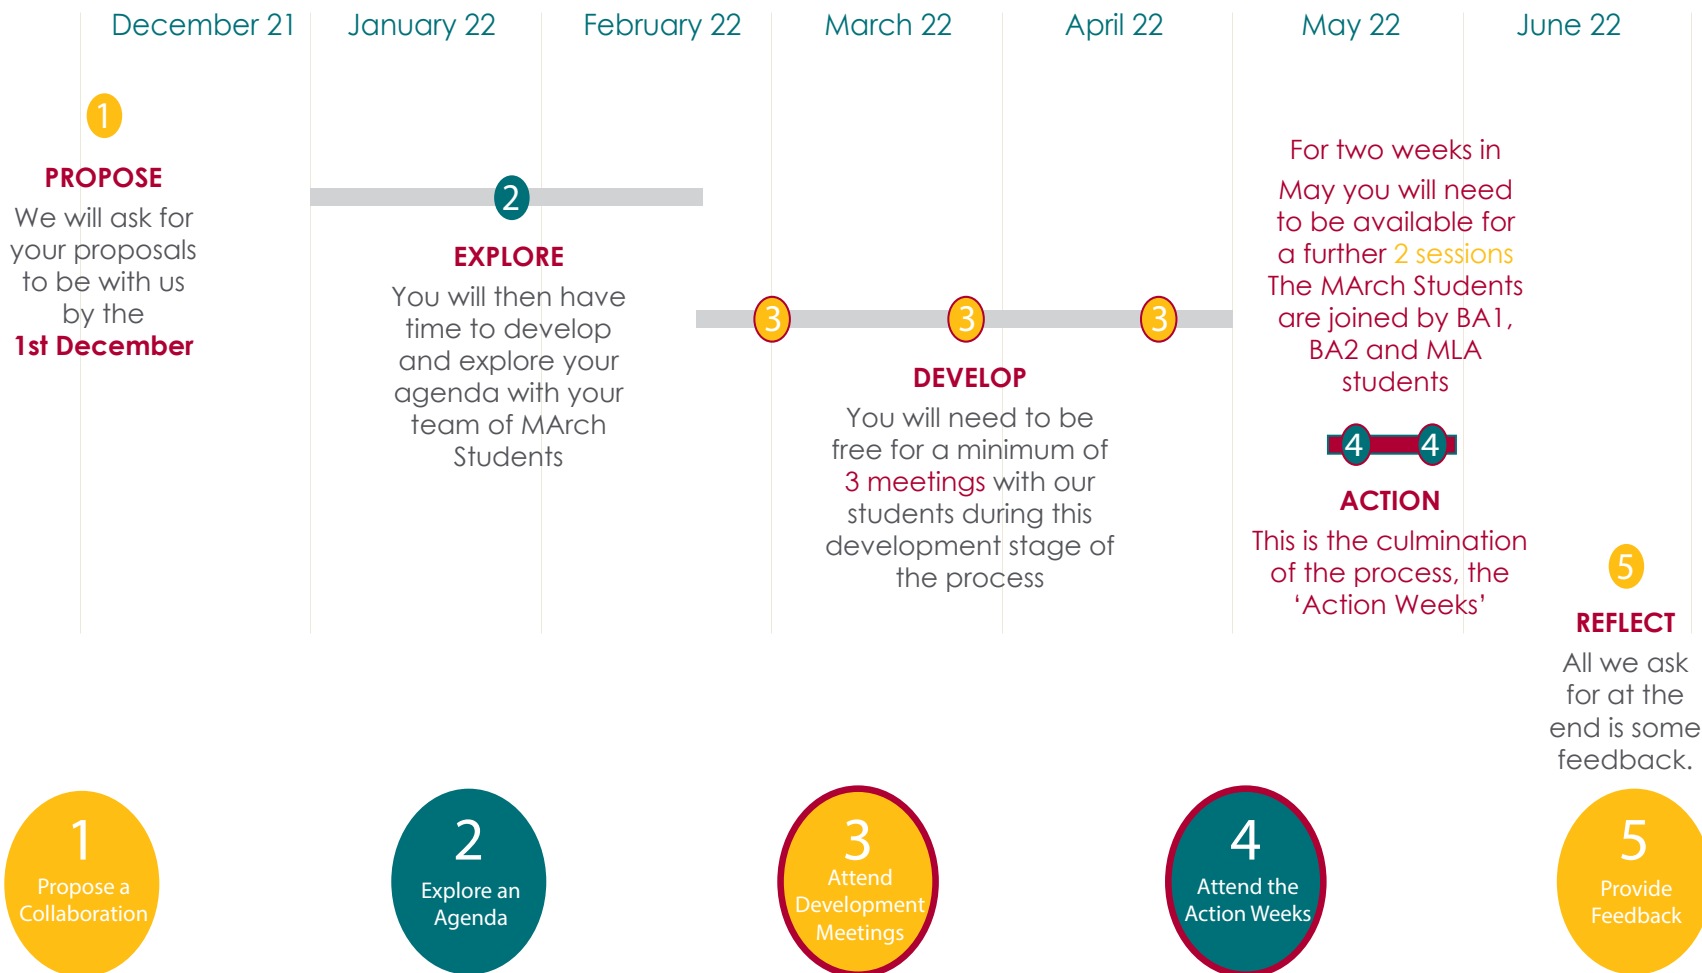 December 21
January 22
February 22
March 22
April 22
May 22
June 22
1
PROPOSE
We will ask for
your proposals
to be with us
by the
1st December
2
EXPLORE
You will then have
time to develop
and explore your
agenda with your
team of MArch
Students
3
3
3
DEVELOP
You will need to be
free for a minimum of
3 meetings with our
students during this
development stage of
the process
For two weeks in
May you will need
to be available for
a further 2 sessions
The MArch Students
are joined by BA1,
BA2 and MLA
students
4
4
ACTION
This is the culmination
of the process, the
‘Action Weeks’
5
REFLECT
All we ask
for at the
end is some
feedback.
1
Propose a
Collaboration
2
Explore an
Agenda
3
Attend
Development
Meetings
4
Attend the
Action Weeks
5
Provide
Feedback